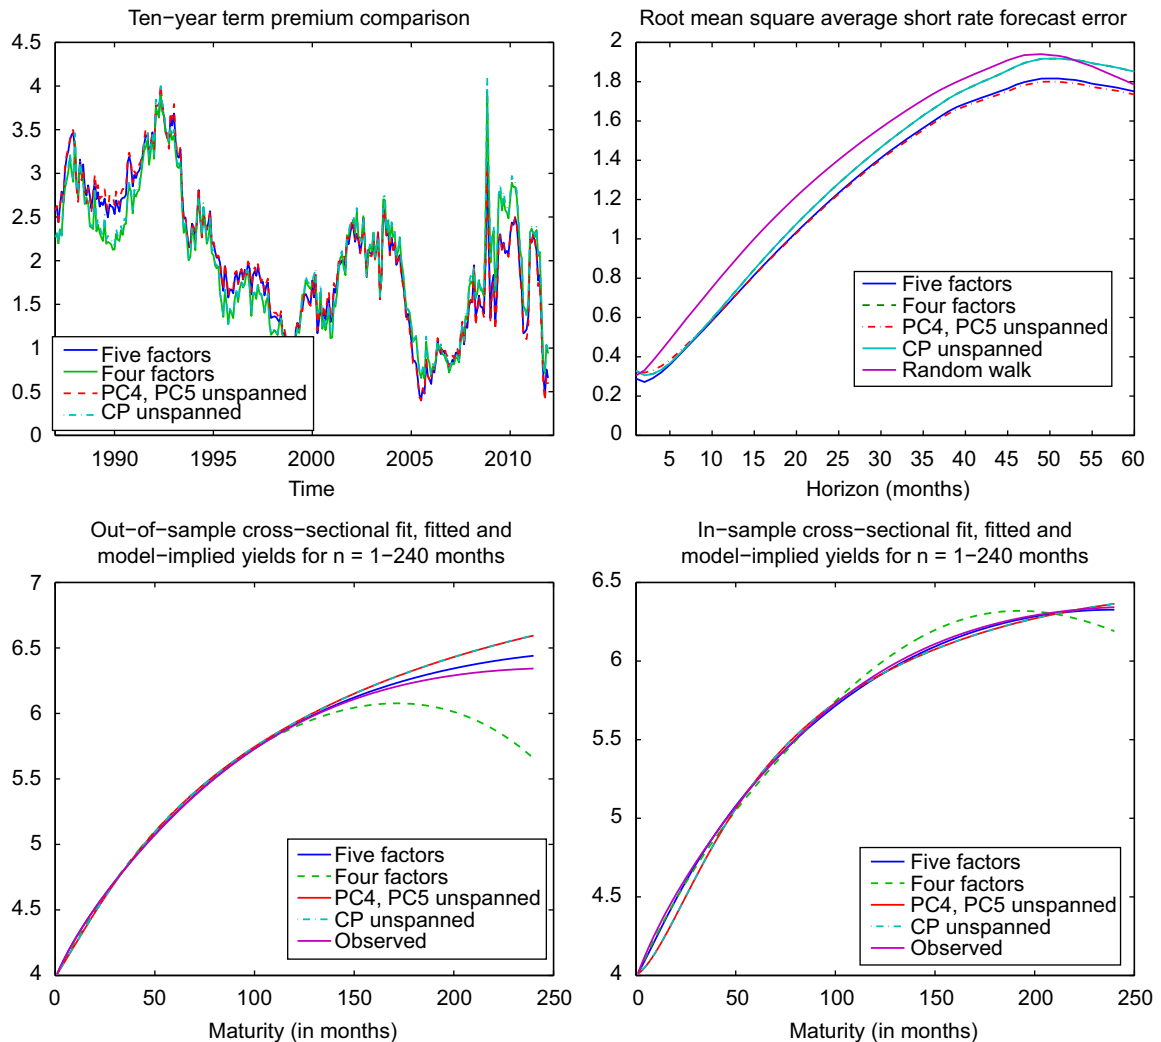 Ten−year term premium comparison
4.5
4
3.5
3
2.5
2
1.5
1
0.5
0
Five factors
Four factors
PC4, PC5 unspanned
CP unspanned
1990 1995 2000 2005 2010
Time
Root mean square average short rate forecast error
2
1.8
1.6
1.4
1.2
1
0.8
0.6
0.4
0.2
0
Five factors
Four factors
PC4, PC5 unspanned
CP unspanned
Random walk
5 10 15 20 25 30 35 40 45 50 55 60
Horizon (months)
Out−of−sample cross−sectional fit, fitted and
model−implied yields for n = 1−240 months
7
6.5
6
5.5
5
4.5
4
Five factors
Four factors
PC4, PC5 unspanned
CP unspanned
Observed
0 50 100 150 200 250
Maturity (in months)
In−sample cross−sectional fit, fitted and
model−implied yields for n = 1−240 months
6.5
6
5.5
5
4.5
4
Five factors
Four factors
PC4, PC5 unspanned
CP unspanned
Observed
0 50 100 150 200 250
Maturity (in months)